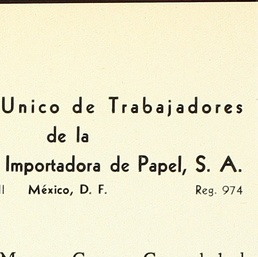 Unico de Trabajadores
de la
Importadora de Papel, S. A.
México, D. F. Reg. 974